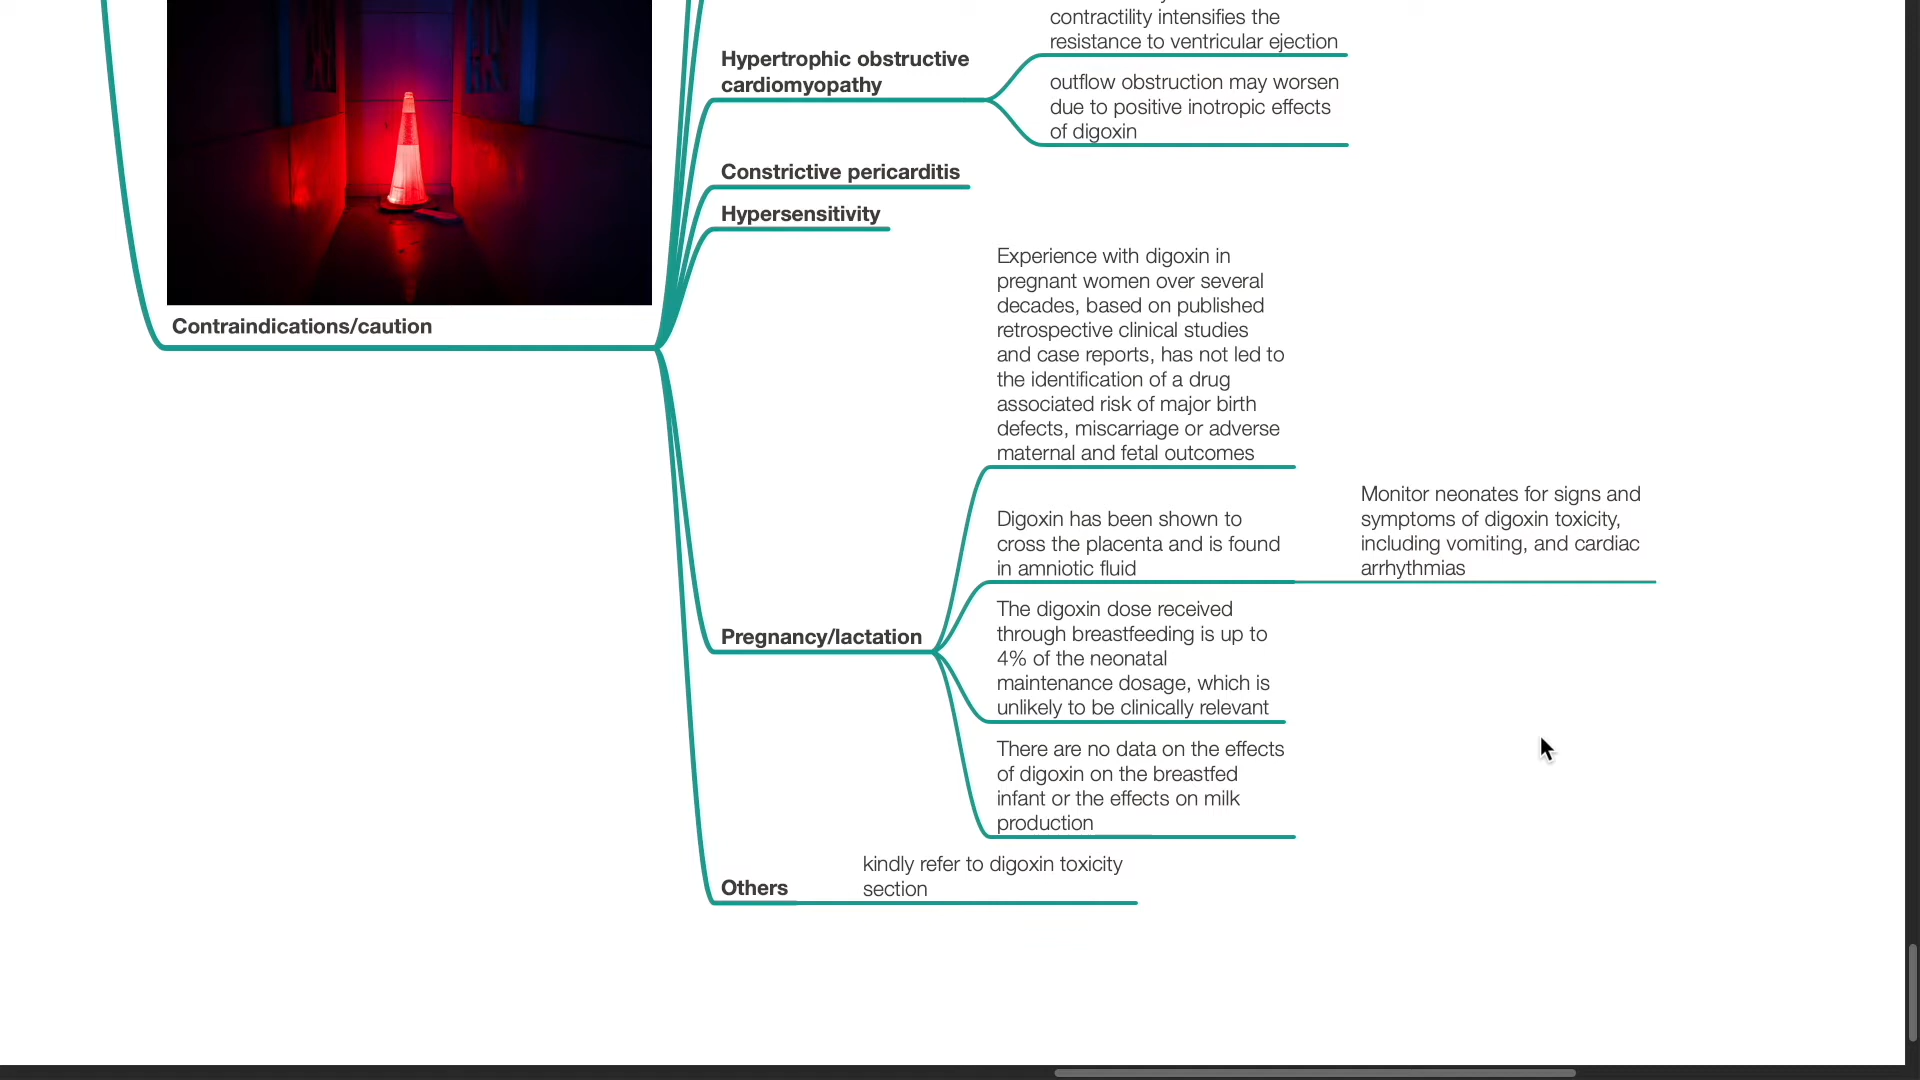 contractility intensifies the
resistance to ventricular ejection
Hypertrophic obstructive
cardiomyopathy
outflow obstruction may worsen
due to positive inotropic effects
of digoxin
Constrictive pericarditis
Hypersensitivity
Contraindications/caution
Experience with digoxin in
pregnant women over several
decades, based on published
retrospective clinical studies
and case reports, has not led to
the identification of a drug
associated risk of major birth
defects, miscarriage or adverse
maternal and fetal outcomes
Digoxin has been shown to
cross the placenta and is found
in amniotic fluid
Monitor neonates for signs and
symptoms of digoxin toxicity,
including vomiting, and cardiac
arrhythmias
Pregnancy/lactation
The digoxin dose received
through breastfeeding is up to
4% of the neonatal
maintenance dosage, which is
unlikely to be clinically relevant
There are no data on the effects
of digoxin on the breastfed
infant or the effects on milk
production
Others
kindly refer to digoxin toxicity
section